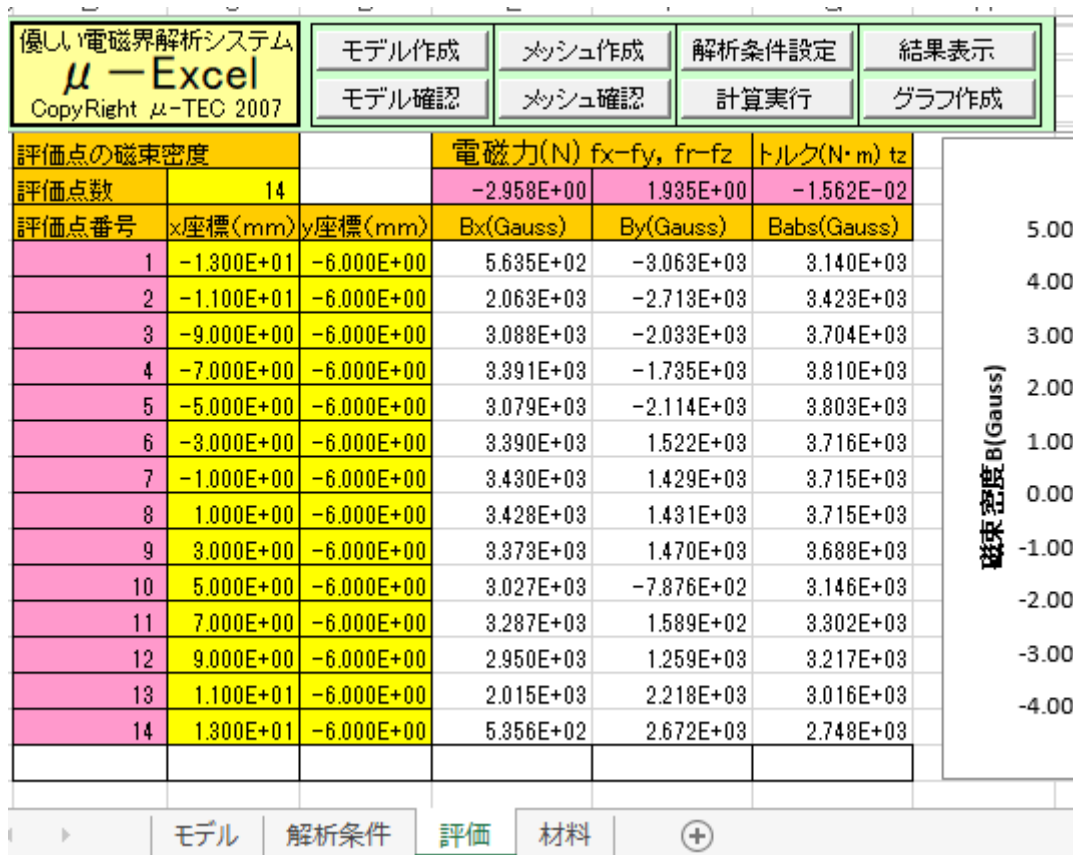 優しい電磁界解析システム
μ－Excel
CopyRight μ-TEC 2007
モデル作成 メッシュ作成 解析条件設定 結果表示
モデル確認 メッシュ確認 計算実行 グラフ作成
評価点の磁束密度 電磁力(N) fx-fy, fr-fz トルク(N・m) tz
評価点数 14 -2.958E+00 1.935E+00 -1.562E-02
評価点番号 x座標(mm) y座標(mm) Bx(Gauss) By(Gauss) Babs(Gauss)
1 -1.300E+01 -6.000E+00 5.635E+02 -3.063E+03 3.140E+03
2 -1.100E+01 -6.000E+00 2.063E+03 -2.713E+03 3.423E+03
3 -9.000E+00 -6.000E+00 3.088E+03 -2.033E+03 3.704E+03
4 -7.000E+00 -6.000E+00 3.391E+03 -1.735E+03 3.810E+03
5 -5.000E+00 -6.000E+00 3.079E+03 -2.114E+03 3.803E+03
6 -3.000E+00 -6.000E+00 3.390E+03 1.522E+03 3.716E+03
7 -1.000E+00 -6.000E+00 3.430E+03 1.429E+03 3.715E+03
8 1.000E+00 -6.000E+00 3.428E+03 1.431E+03 3.715E+03
9 3.000E+00 -6.000E+00 3.373E+03 1.470E+03 3.688E+03
10 5.000E+00 -6.000E+00 3.027E+03 -7.876E+02 3.146E+03
11 7.000E+00 -6.000E+00 3.287E+03 1.589E+02 3.302E+03
12 9.000E+00 -6.000E+00 2.950E+03 1.259E+03 3.217E+03
13 1.100E+01 -6.000E+00 2.015E+03 2.218E+03 3.016E+03
14 1.300E+01 -6.000E+00 5.356E+02 2.672E+03 2.748E+03
磁束密度B(Gauss)
5.00
4.00
3.00
2.00
1.00
0.00
-1.00
-2.00
-3.00
-4.00
モデル 解析条件 評価 材料